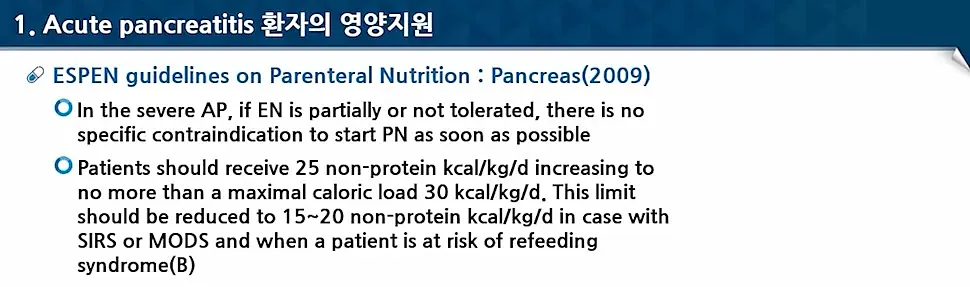 1. Acute pancreatitis 환자의 영양지원
ESPEN guidelines on Parenteral Nutrition : Pancreas(2009)
In the severe AP, if EN is partially or not tolerated, there is no
specific contraindication to start PN as soon as possible
Patients should receive 25 non-protein kcal/kg/d increasing to
no more than a maximal caloric load 30 kcal/kg/d. This limit
should be reduced to 15~20 non-protein kcal/kg/d in case with
SIRS or MODS and when a patient is at risk of refeeding
syndrome(B)